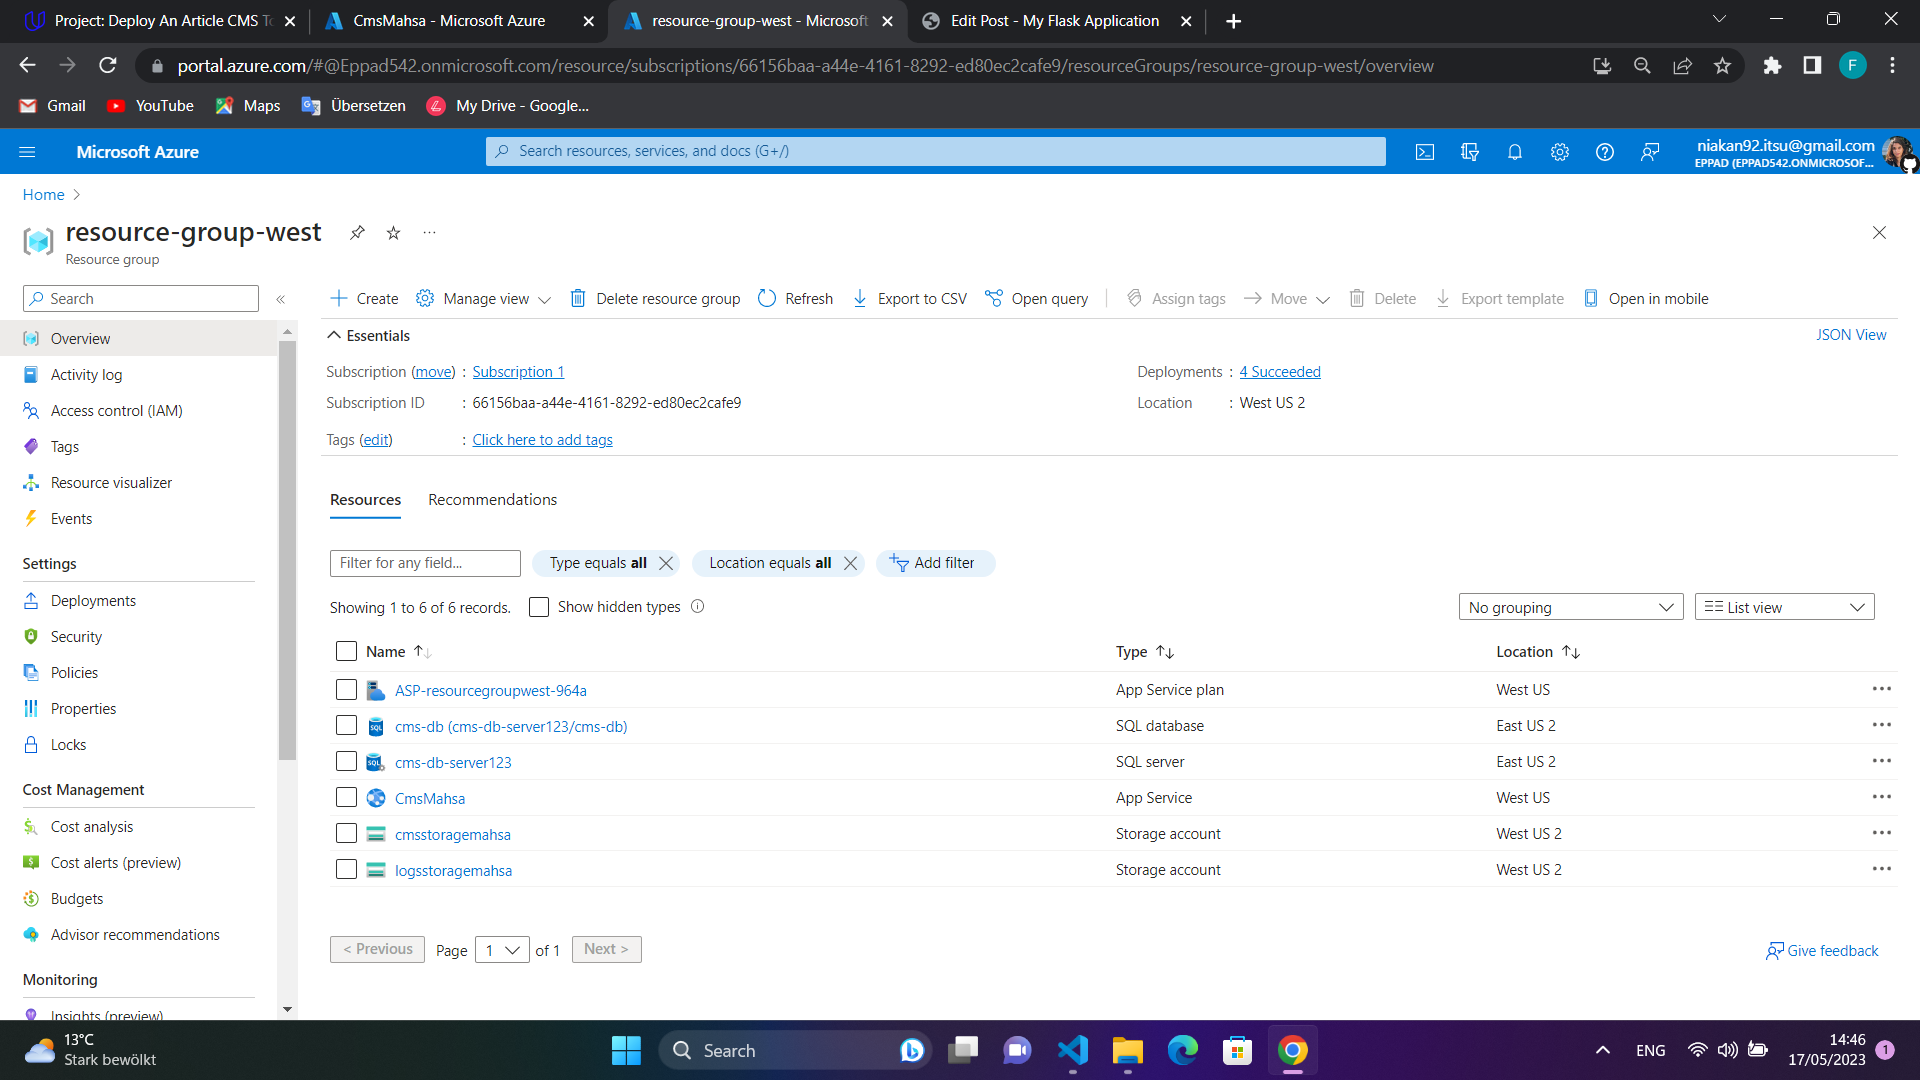 Project: Deploy An Article CMS To
CmsMahsa - Microsoft Azure
resource-group-west - Microsoft
Edit Post - My Flask Application
portal.azure.com/#@Eppad542.onmicrosoft.com/resource/subscriptions/66156baa-a44e-4161-8292-ed80ec2cafe9/resourceGroups/resource-group-west/overview
F
Gmail
YouTube
Maps
Übersetzen
My Drive - Google...
Microsoft Azure
Search resources, services, and docs (G+/)
niakan92.itsu@gmail.com
EPPAD (EPPAD542.ONMICROSOF...
Home
resource-group-west
Resource group
Search
Create
Manage view
Delete resource group
Refresh
Export to CSV
Open query
Assign tags
Move
Delete
Export template
Open in mobile
Overview
Activity log
Access control (IAM)
Tags
Resource visualizer
Events
Settings
Deployments
Security
Policies
Properties
Locks
Cost Management
Cost analysis
Cost alerts (preview)
Budgets
Advisor recommendations
Monitoring
Insights (preview)
Essentials
JSON View
Subscription (move) : Subscription 1
Deployments : 4 Succeeded
Subscription ID : 66156baa-a44e-4161-8292-ed80ec2cafe9
Location : West US 2
Tags (edit) : Click here to add tags
Resources
Recommendations
Filter for any field...
Type equals all
Location equals all
Add filter
Showing 1 to 6 of 6 records.
Show hidden types
No grouping
List view
Name
Type
Location
ASP-resourcegroupwest-964a App Service plan West US
cms-db (cms-db-server123/cms-db) SQL database East US 2
cms-db-server123 SQL server East US 2
CmsMahsa App Service West US
cmsstoragemahsa Storage account West US 2
logsstoragemahsa Storage account West US 2
< Previous
Page 1 of 1
Next >
Give feedback
13°C
Stark bewölkt
Search
ENG
14:46
17/05/2023
1